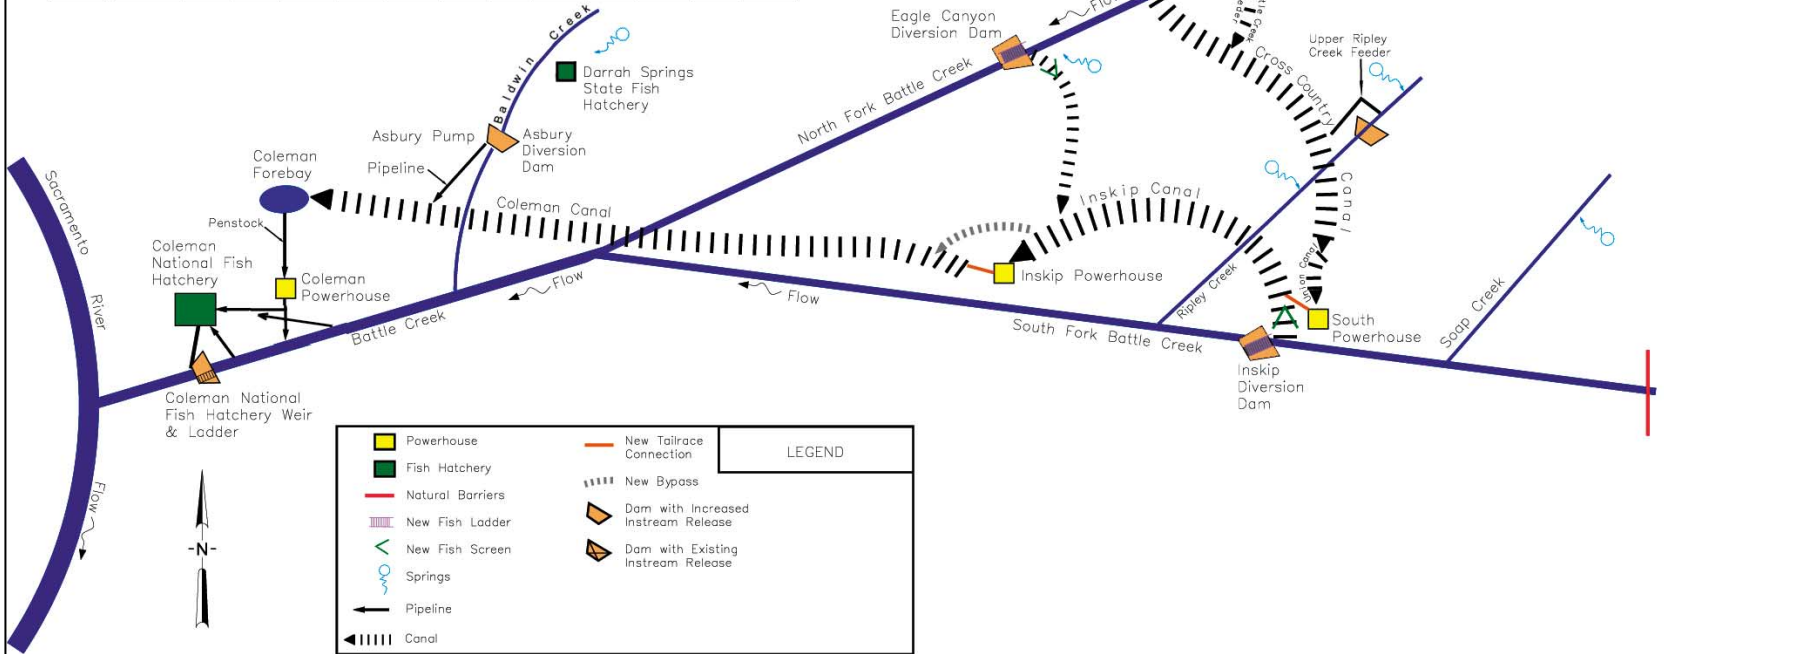 Eagle Canyon
Diversion Dam
Flow
Cross Country
Canal
Upper Ripley
Creek Feeder
Baldwin Creek
Darrah Springs
State Fish
Hatchery
North Fork Battle Creek
Asbury Pump
Asbury
Diversion
Dam
Pipeline
Coleman
Forebay
Sacramento
River
Flow
Penstock
Coleman Canal
Inskip Canal
Coleman
National Fish
Hatchery
Coleman
Powerhouse
Inskip Powerhouse
Union Canal
Ripley Creek
South
Powerhouse
Soap Creek
Flow
Flow
Battle Creek
South Fork Battle Creek
Inskip
Diversion
Dam
Coleman National
Fish Hatchery Weir
& Ladder
-N-
LEGEND
Powerhouse
Fish Hatchery
Natural Barriers
New Fish Ladder
New Fish Screen
Springs
Pipeline
Canal
New Tailrace
Connection
New Bypass
Dam with Increased
Instream Release
Dam with Existing
Instream Release